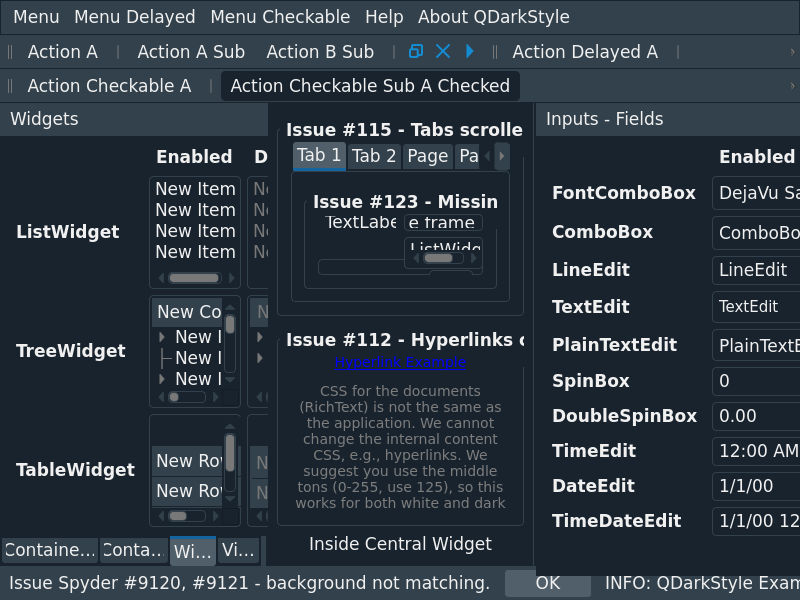 Menu Menu Delayed Menu Checkable Help About QDarkStyle
Action A Action A Sub Action B Sub Action Delayed A
Action Checkable A Action Checkable Sub A Checked
Widgets
Enabled D
ListWidget
New Item
New Item
New Item
New Item
TreeWidget
New Co
New I
New I
New I
TableWidget
New Rov
New Rov
Containe... Conta... Wi... Vi...
Issue #115 - Tabs scrolle
Tab 1 Tab 2 Page Pa
Issue #123 - Missin
TextLabe e frame
ListWidg
Issue #112 - Hyperlinks c
Hyperlink Example
CSS for the documents
(RichText) is not the same as
the application. We cannot
change the internal content
CSS, e.g., hyperlinks. We
suggest you use the middle
tons (0-255, use 125), so this
works for both white and dark
Inside Central Widget
Inputs - Fields
Enabled
FontComboBox DejaVu Sa
ComboBox ComboBo
LineEdit LineEdit
TextEdit TextEdit
PlainTextEdit PlainTextE
SpinBox 0
DoubleSpinBox 0.00
TimeEdit 12:00 AM
DateEdit 1/1/00
TimeDateEdit 1/1/00 12
Issue Spyder #9120, #9121 - background not matching. OK INFO: QDarkStyle Exam